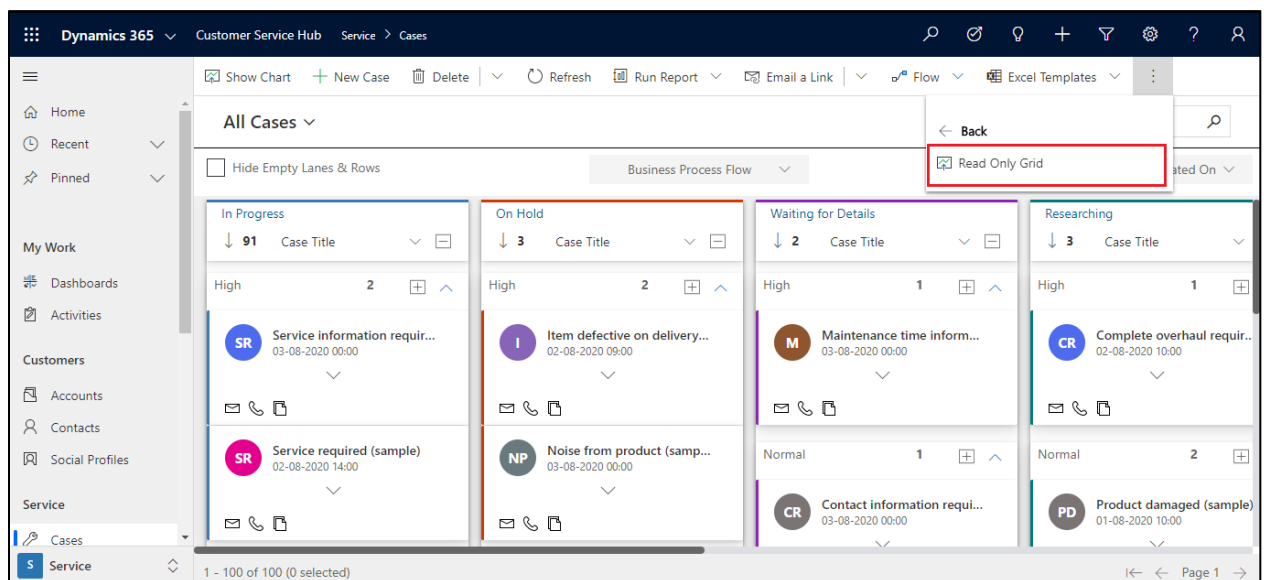 Dynamics 365 Customer Service Hub Service > Cases
Show Chart New Case Delete Refresh Run Report Email a Link Flow Excel Templates
Home
Recent
Pinned
My Work
Dashboards
Activities
Customers
Accounts
Contacts
Social Profiles
Service
Cases
S Service
All Cases
Back
Read Only Grid
Hide Empty Lanes & Rows
Business Process Flow
On
In Progress
91 Case Title
High 2
SR Service information requir...
03-08-2020 00:00
SR Service required (sample)
02-08-2020 14:00
On Hold
3 Case Title
High 2
I Item defective on delivery...
02-08-2020 09:00
NP Noise from product (samp...
03-08-2020 00:00
Waiting for Details
2 Case Title
High 1
M Maintenance time inform...
03-08-2020 00:00
Normal 1
CR Contact information requi...
03-08-2020 00:00
Researching
3 Case Title
High 1
CR Complete overhaul requir..
02-08-2020 10:00
Normal 2
PD Product damaged (sample)
01-08-2020 10:00
1 - 100 of 100 (0 selected)
Page 1